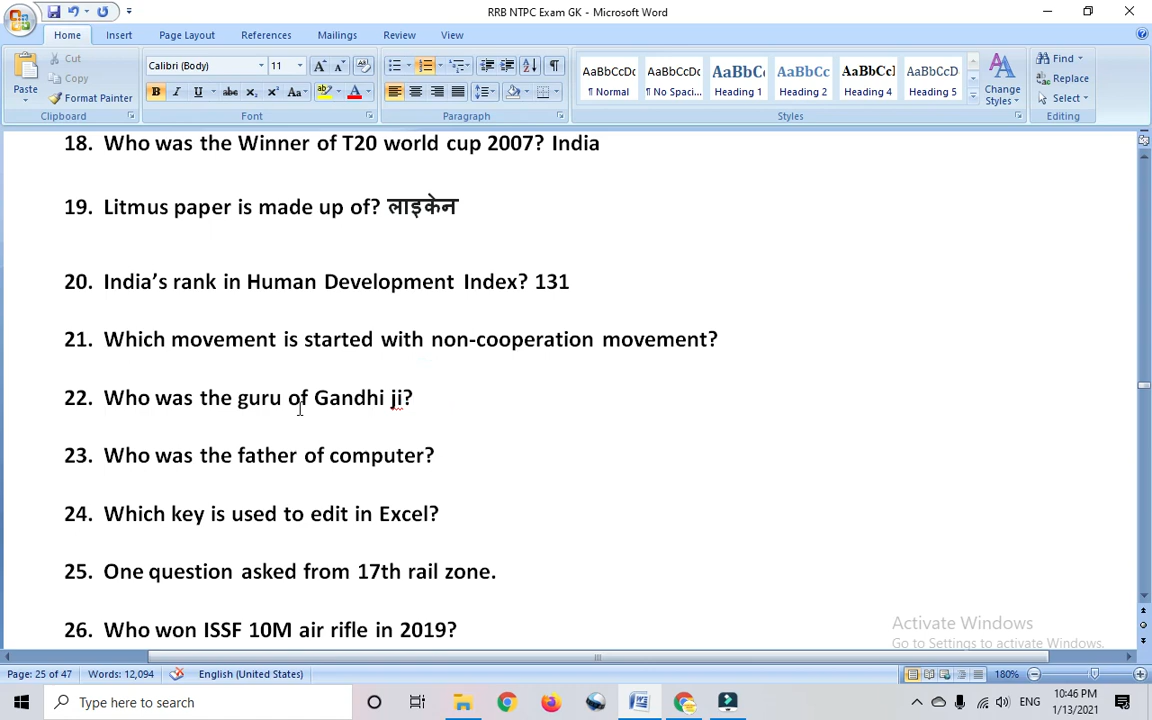 RRB NTPC Exam GK - Microsoft Word
Home Insert Page Layout References Mailings Review View
Paste
Cut
Copy
Format Painter
Clipboard
Calibri (Body) 11
B I U abc X₂ X² Aa
Font
Paragraph
AaBbCcDc AaBbCcDc AaBbC AaBbCc AaBbCcI AaBbCcD
¶ Normal ¶ No Spaci... Heading 1 Heading 2 Heading 4 Heading 5
Change Styles
Styles
Find
Replace
Select
Editing
18. Who was the Winner of T20 world cup 2007? India
19. Litmus paper is made up of? लाइकेन
20. India’s rank in Human Development Index? 131
21. Which movement is started with non-cooperation movement?
22. Who was the guru of Gandhi ji?
23. Who was the father of computer?
24. Which key is used to edit in Excel?
25. One question asked from 17th rail zone.
26. Who won ISSF 10M air rifle in 2019?
Activate Windows
Go to Settings to activate Windows.
Page: 25 of 47 Words: 12,094 English (United States) 180%
Type here to search
ENG
10:46 PM
1/13/2021